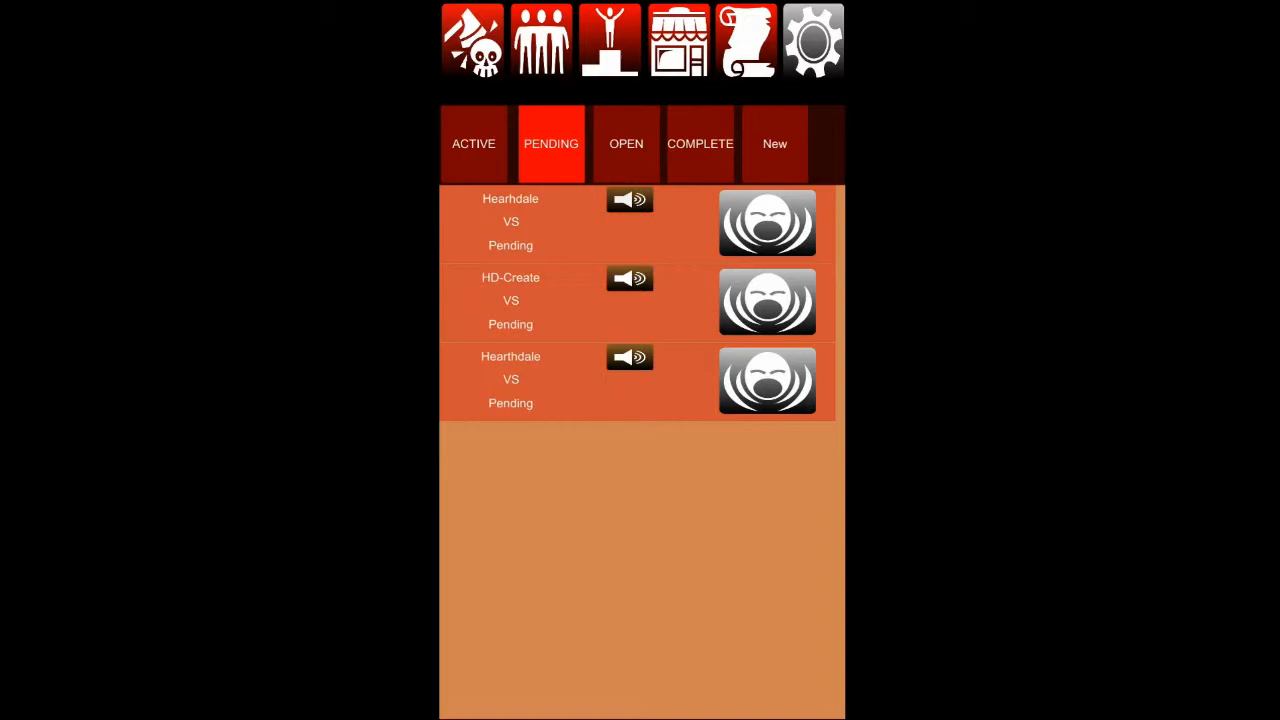 ACTIVE PENDING OPEN COMPLETE New
Hearhdale
VS
Pending
HD-Create
VS
Pending
Hearthdale
VS
Pending